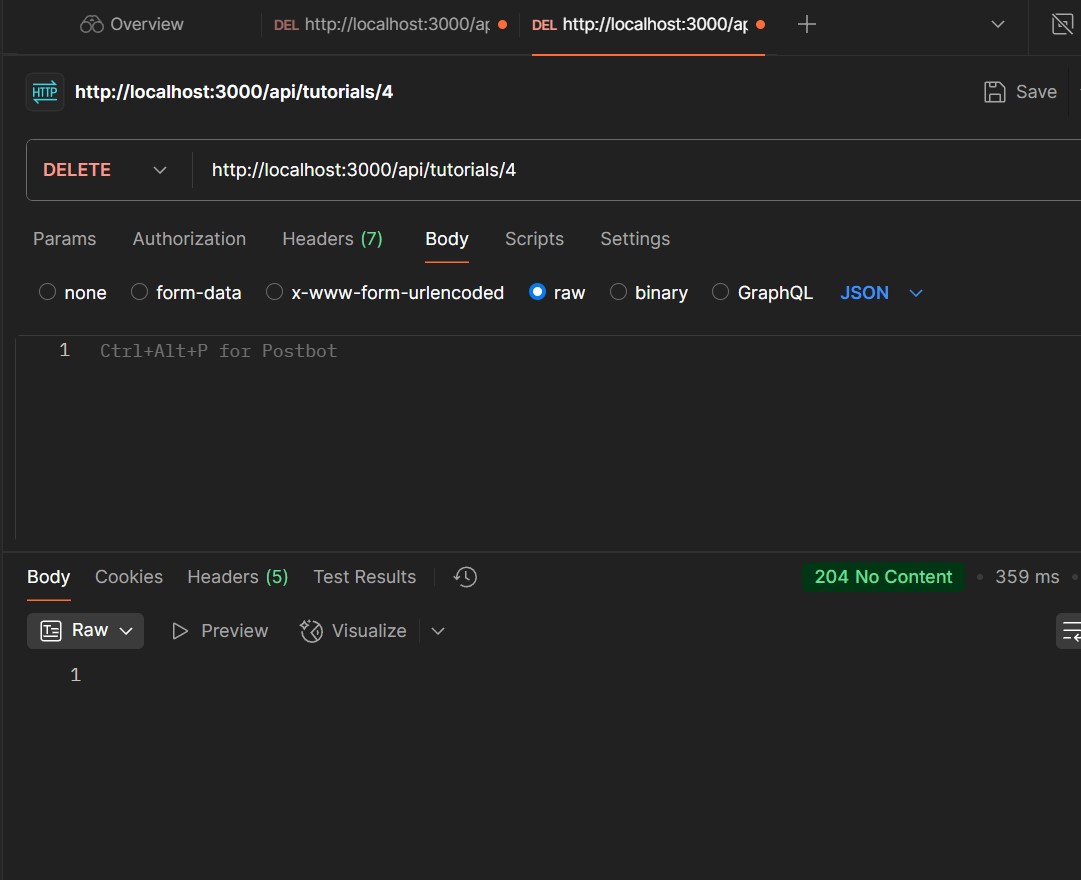 Overview DEL http://localhost:3000/ap DEL http://localhost:3000/ap
HTTP http://localhost:3000/api/tutorials/4 Save
DELETE http://localhost:3000/api/tutorials/4
Params Authorization Headers (7) Body Scripts Settings
none form-data x-www-form-urlencoded raw binary GraphQL JSON
1 Ctrl+Alt+P for Postbot
Body Cookies Headers (5) Test Results 204 No Content • 359 ms •
Raw Preview Visualize
1